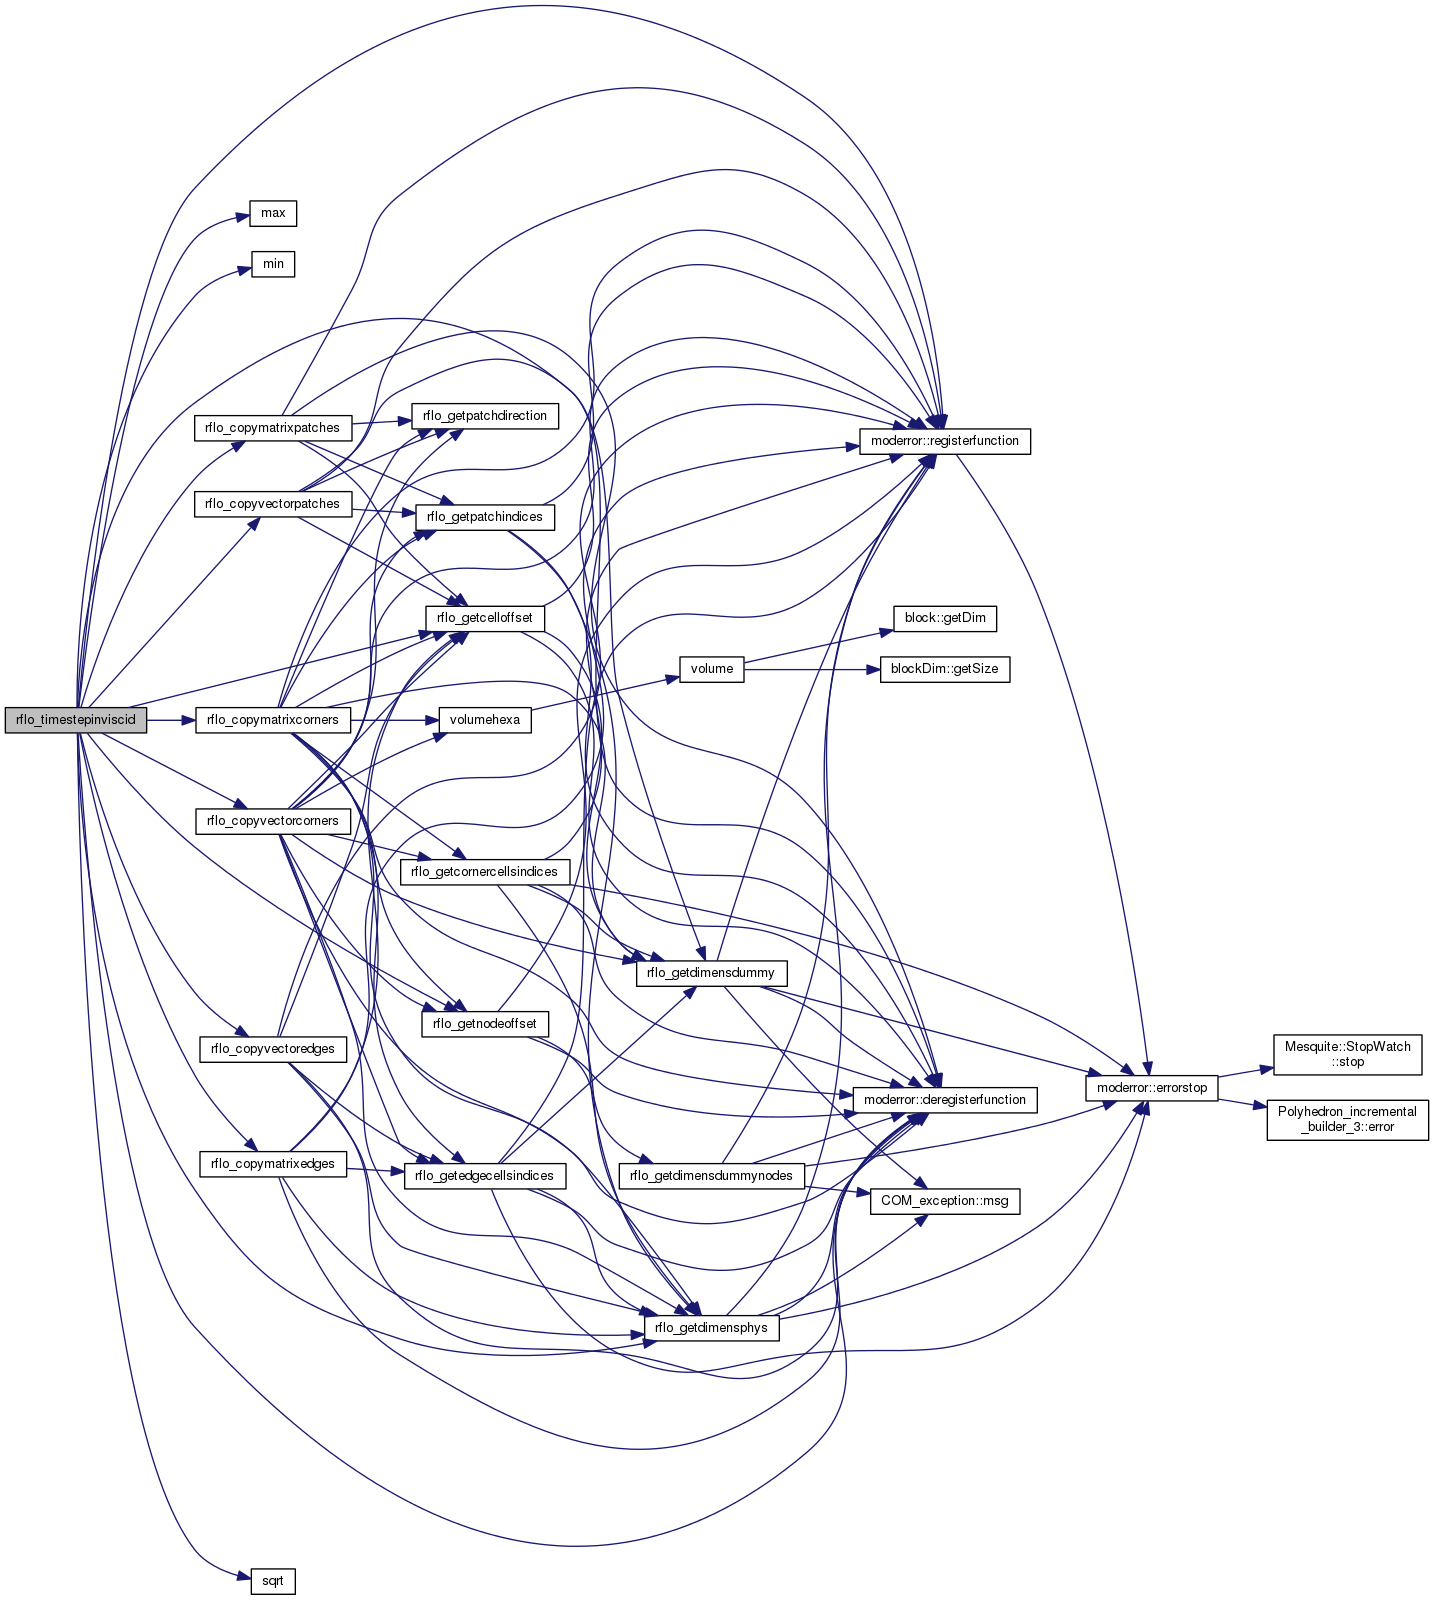 max
min
rflo_copymatrixpatches
rflo_getpatchdirection
moderror::registerfunction
rflo_copyvectorpatches
rflo_getpatchindices
rflo_getcelloffset
block::getDim
volume
blockDim::getSize
rflo_timestepinviscid
rflo_copymatrixcorners
volumehexa
rflo_copyvectorcorners
rflo_getcornercellsindices
rflo_getdimensdummy
rflo_getnodeoffset
rflo_copyvectoredges
Mesquite::StopWatch
::stop
moderror::errorstop
moderror::deregisterfunction
Polyhedron_incremental
_builder_3::error
rflo_copymatrixedges
rflo_getedgecellsindices
rflo_getdimensdummynodes
COM_exception::msg
rflo_getdimensphys
sqrt